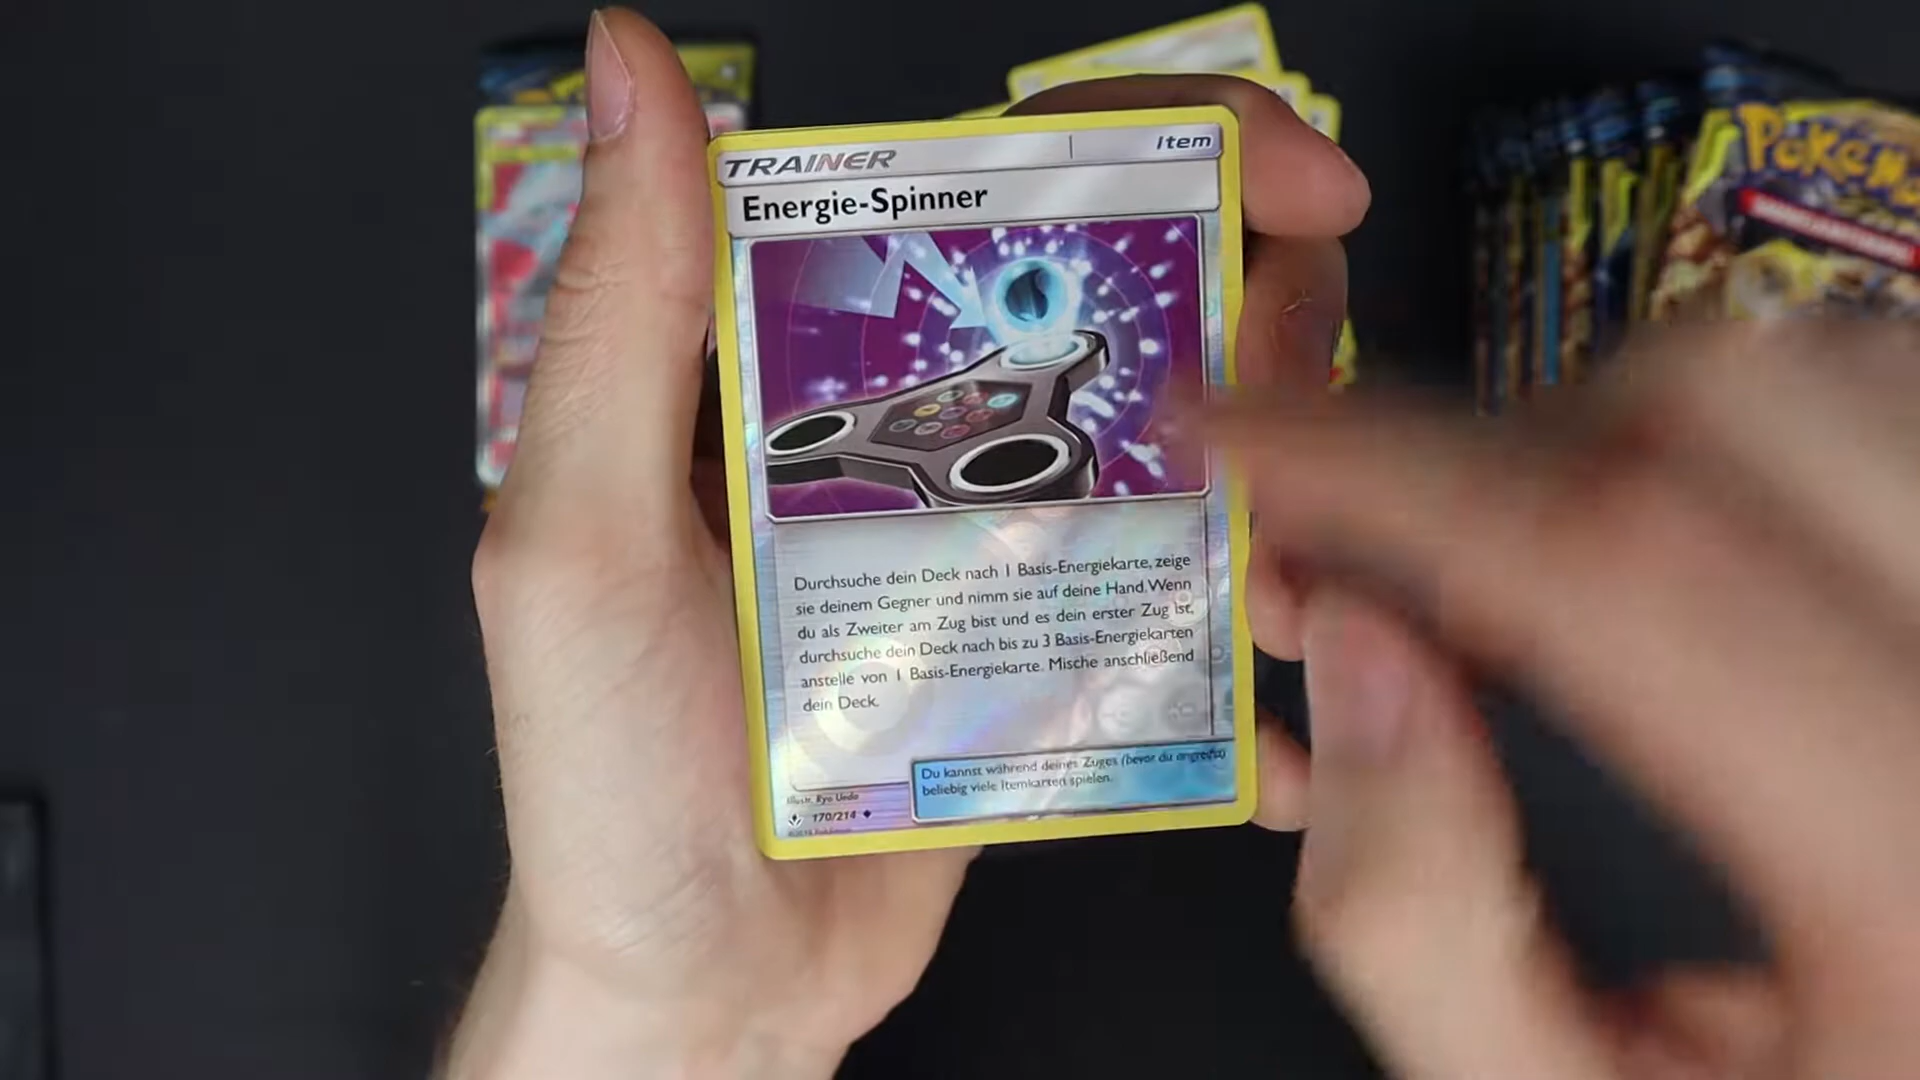 TRAINER
Item
Energie-Spinner
Durchsuche dein Deck nach 1 Basis-Energiekarte, zeige
sie deinem Gegner und nimm sie auf deine Hand. Wenn
du als Zweiter am Zug bist und es dein erster Zug ist,
durchsuche dein Deck nach bis zu 3 Basis-Energiekarten
anstelle von 1 Basis-Energiekarte. Mische anschließend
dein Deck.
Du kannst während deines Zuges (bevor du angreifst)
beliebig viele Itemkarten spielen.
Illustr. Ryo Ueda
170/214